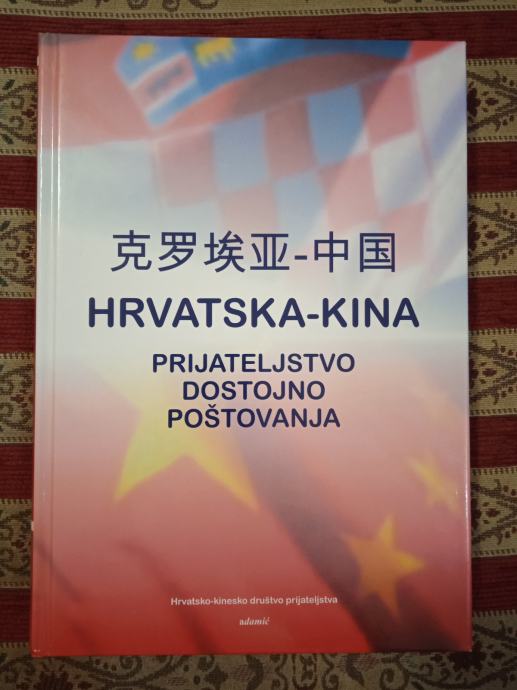 克罗埃亚-中国
HRVATSKA-KINA
PRIJATELJSTVO
DOSTOJNO
POŠTOVANJA
Hrvatsko-kinesko društvo prijateljstva
adamić